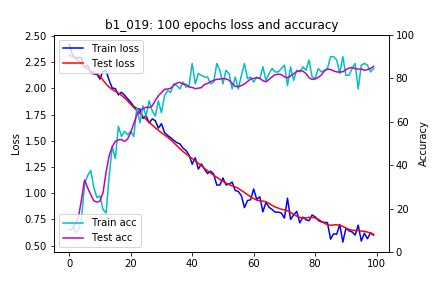 b1_019: 100 epochs loss and accuracy
Train loss
Test loss
Train acc
Test acc
Loss
2.50
2.25
2.00
1.75
1.50
1.25
1.00
0.75
0.50
100
80
60
40
20
0
Accuracy
0 20 40 60 80 100